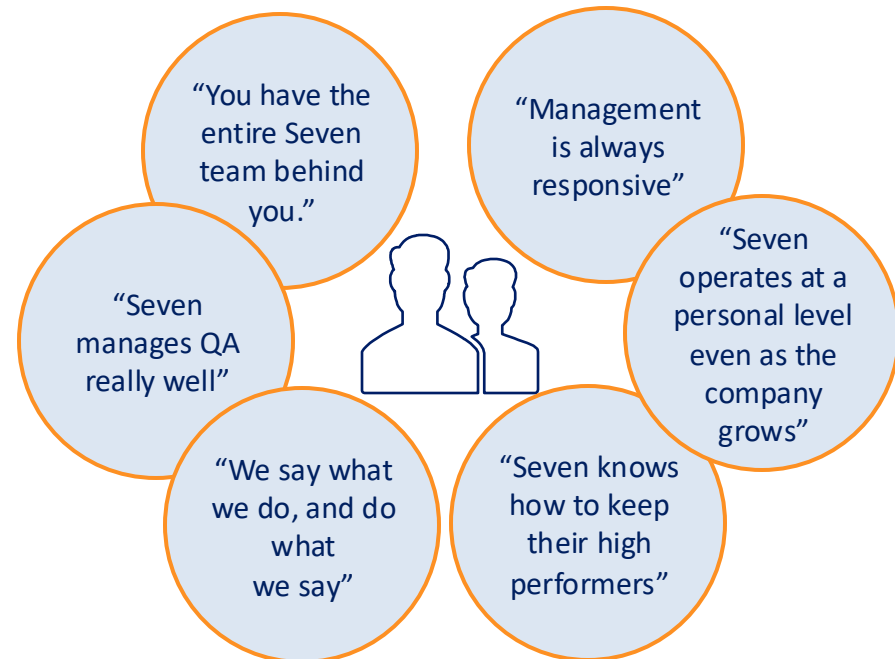 “You have the
entire Seven
team behind
you.”
“Management
is always
responsive”
“Seven
manages QA
really well”
“Seven
operates at a
personal level
even as the
company
grows”
“We say what
we do, and do
what
we say”
“Seven knows
how to keep
their high
performers”